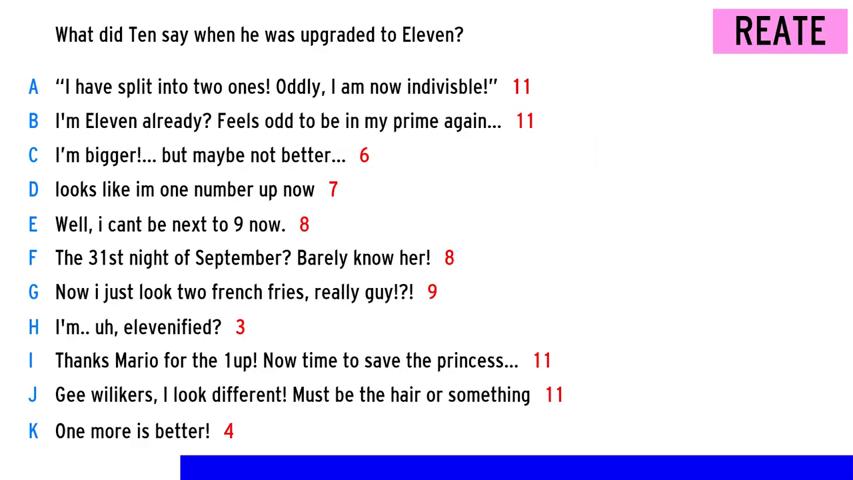 What did Ten say when he was upgraded to Eleven?
REATE
A “I have split into two ones! Oddly, I am now indivisble!” 11
B I'm Eleven already? Feels odd to be in my prime again... 11
C I’m bigger!... but maybe not better... 6
D looks like im one number up now 7
E Well, i cant be next to 9 now. 8
F The 31st night of September? Barely know her! 8
G Now i just look two french fries, really guy!?! 9
H I'm.. uh, elevenified? 3
I Thanks Mario for the 1up! Now time to save the princess... 11
J Gee wilikers, I look different! Must be the hair or something 11
K One more is better! 4